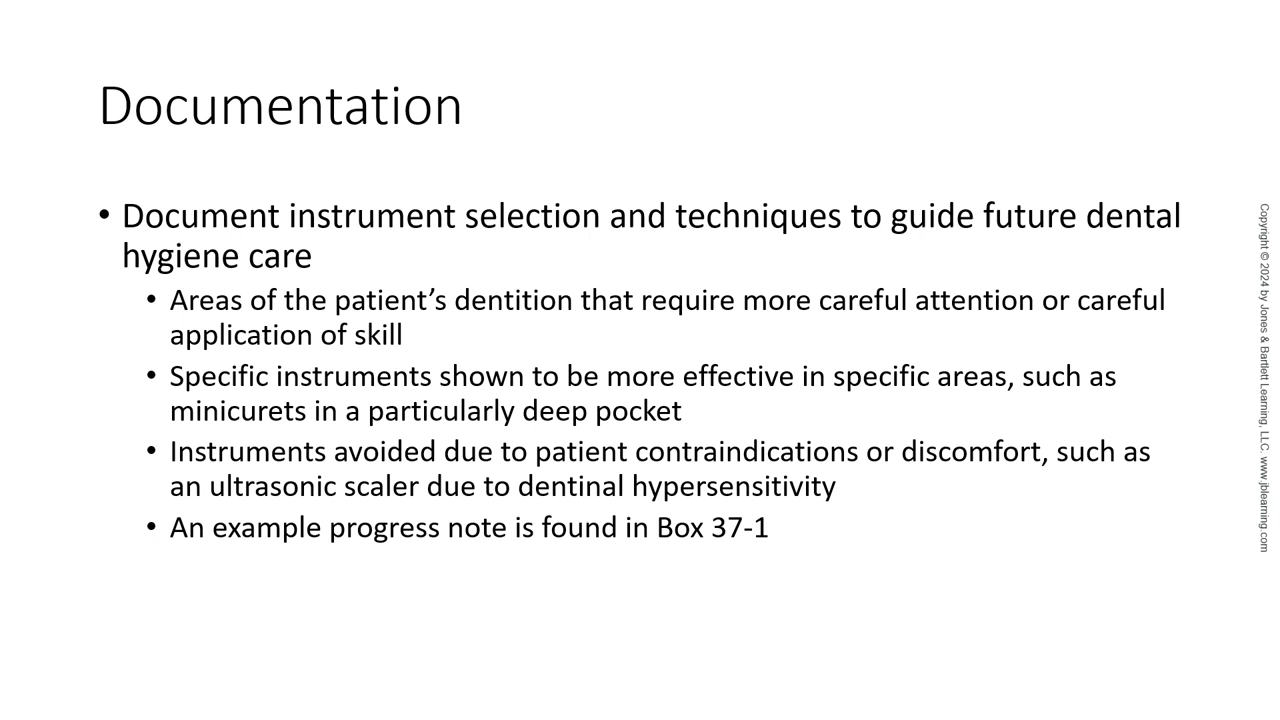 Documentation
• Document instrument selection and techniques to guide future dental
hygiene care
• Areas of the patient’s dentition that require more careful attention or careful
application of skill
• Specific instruments shown to be more effective in specific areas, such as
minicurets in a particularly deep pocket
• Instruments avoided due to patient contraindications or discomfort, such as
an ultrasonic scaler due to dentinal hypersensitivity
• An example progress note is found in Box 37-1
Copyright © 2024 by Jones & Bartlett Learning, LLC. www.jblearning.com